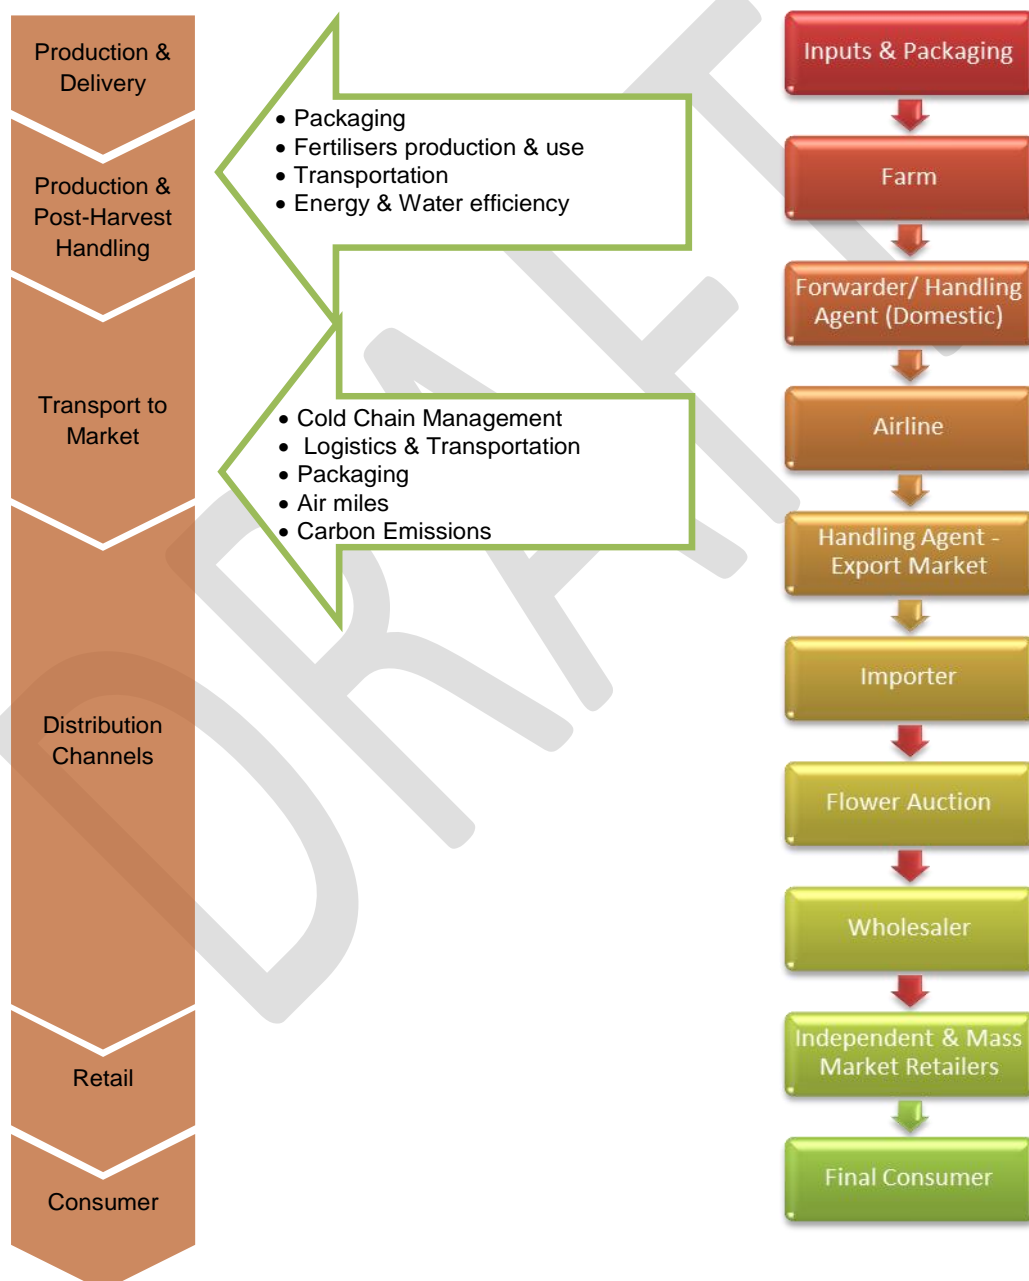 Production &
Delivery
Production &
Post-Harvest
Handling
Transport to
Market
Distribution
Channels
Retail
Consumer
• Packaging
• Fertilisers production & use
• Transportation
• Energy & Water efficiency
• Cold Chain Management
• Logistics & Transportation
• Packaging
• Air miles
• Carbon Emissions
Inputs & Packaging
Farm
Forwarder/ Handling
Agent (Domestic)
Airline
Handling Agent -
Export Market
Importer
Flower Auction
Wholesaler
Independent & Mass
Market Retailers
Final Consumer
DRAFT